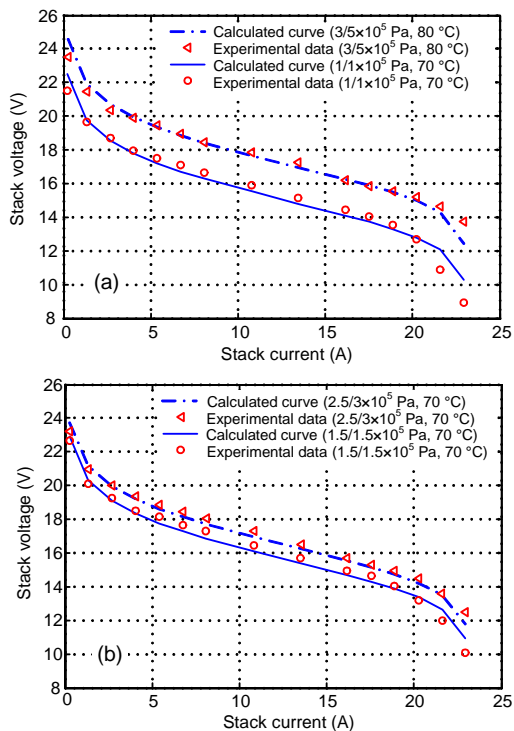 26
24
22
20
18
16
14
12
10
8
Stack voltage (V)
Calculated curve (3/5×10⁵ Pa, 80 °C)
Experimental data (3/5×10⁵ Pa, 80 °C)
Calculated curve (1/1×10⁵ Pa, 70 °C)
Experimental data (1/1×10⁵ Pa, 70 °C)
(a)
0 5 10 15 20 25
Stack current (A)
26
24
22
20
18
16
14
12
10
8
Stack voltage (V)
Calculated curve (2.5/3×10⁵ Pa, 70 °C)
Experimental data (2.5/3×10⁵ Pa, 70 °C)
Calculated curve (1.5/1.5×10⁵ Pa, 70 °C)
Experimental data (1.5/1.5×10⁵ Pa, 70 °C)
(b)
0 5 10 15 20 25
Stack current (A)